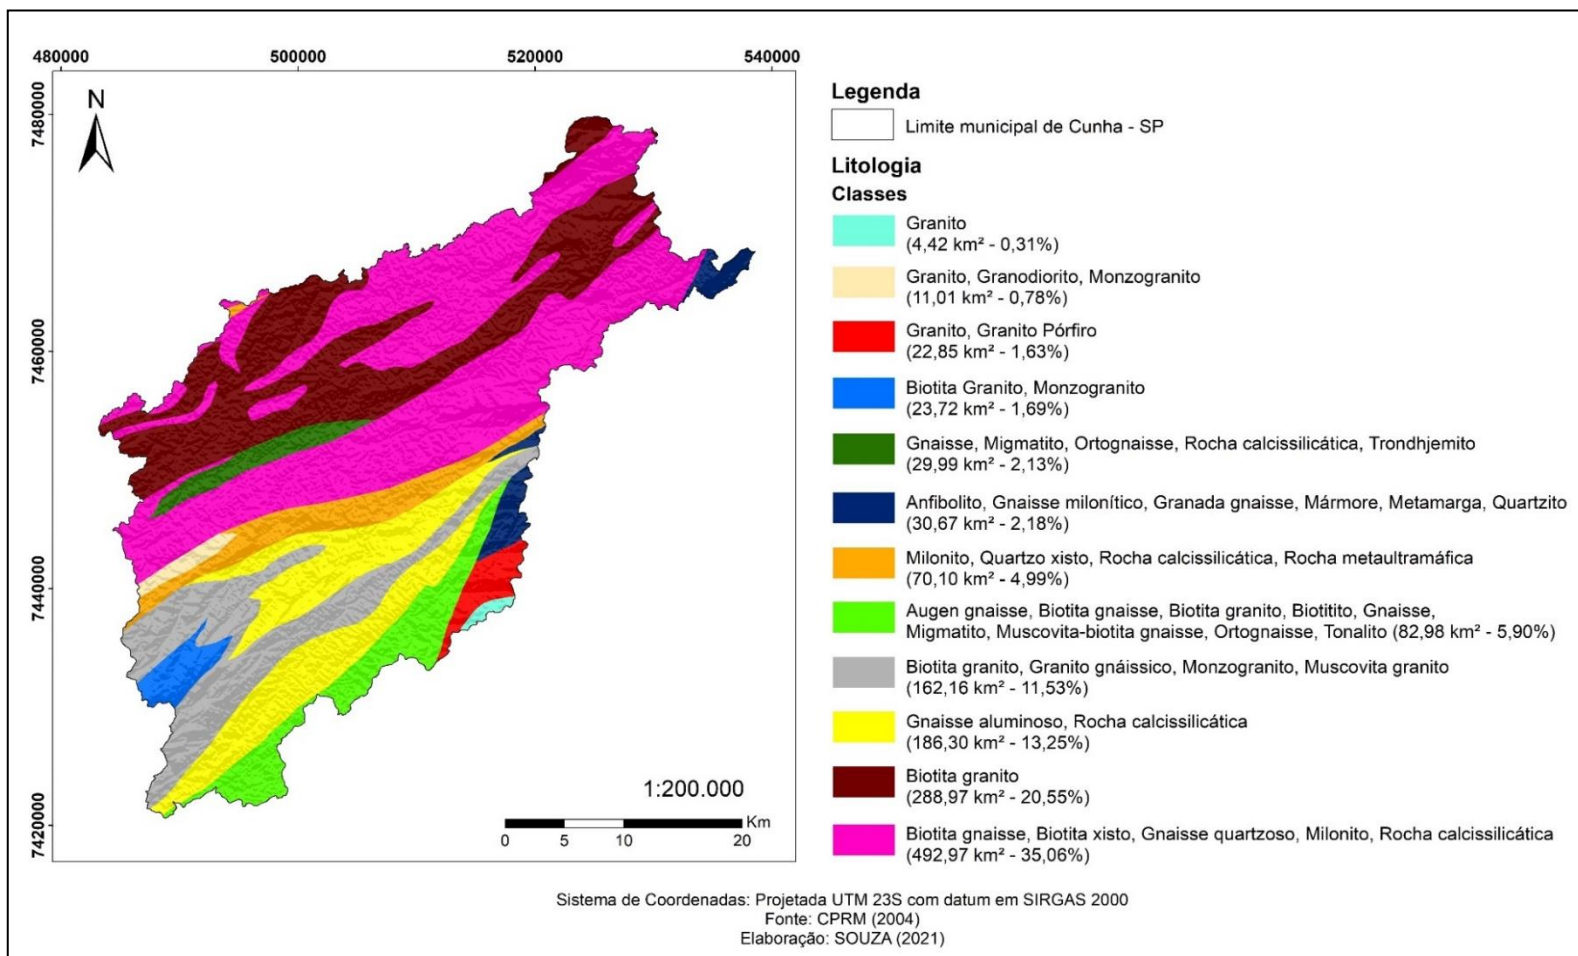 480000
500000
520000
540000
7480000
7460000
7440000
7420000
N
1:200.000
Km
0 5 10 20
Legenda
Limite municipal de Cunha - SP
Litologia
Classes
Granito
(4,42 km² - 0,31%)
Granito, Granodiorito, Monzogranito
(11,01 km² - 0,78%)
Granito, Granito Pórfiro
(22,85 km² - 1,63%)
Biotita Granito, Monzogranito
(23,72 km² - 1,69%)
Gnaisse, Migmatito, Ortognaisse, Rocha calcissilicática, Trondhjemito
(29,99 km² - 2,13%)
Anfibolito, Gnaisse milonítico, Granada gnaisse, Mármore, Metamarga, Quartzito
(30,67 km² - 2,18%)
Milonito, Quartzo xisto, Rocha calcissilicática, Rocha metaultramáfica
(70,10 km² - 4,99%)
Augen gnaisse, Biotita gnaisse, Biotita granito, Biotitito, Gnaisse,
Migmatito, Muscovita-biotita gnaisse, Ortognaisse, Tonalito (82,98 km² - 5,90%)
Biotita granito, Granito gnáissico, Monzogranito, Muscovita granito
(162,16 km² - 11,53%)
Gnaisse aluminoso, Rocha calcissilicática
(186,30 km² - 13,25%)
Biotita granito
(288,97 km² - 20,55%)
Biotita gnaisse, Biotita xisto, Gnaisse quartzoso, Milonito, Rocha calcissilicática
(492,97 km² - 35,06%)
Sistema de Coordenadas: Projetada UTM 23S com datum em SIRGAS 2000
Fonte: CPRM (2004)
Elaboração: SOUZA (2021)